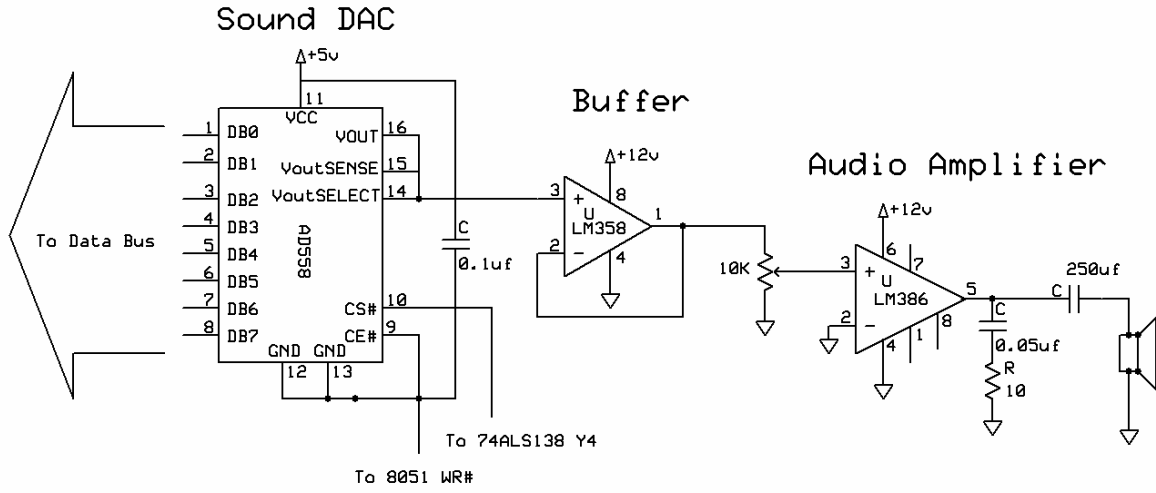 Sound DAC
+5v
11
VCC
1 DB0
2 DB1
3 DB2
4 DB3
5 DB4
6 DB5
7 DB6
8 DB7
VOUT 16
VoutSENSE 15
VoutSELECT 14
AD558
CS# 10
CE# 9
GND GND
12 13
To Data Bus
C
0.1uf
To 74ALS138 Y4
To 8051 WR#
Buffer
+12v
8
3 +
U
LM358
1
2 -
4
10K
Audio Amplifier
+12v
6
7
3 +
U
LM386
5
2 -
4
1
8
C
0.05uf
R
10
250uf
C